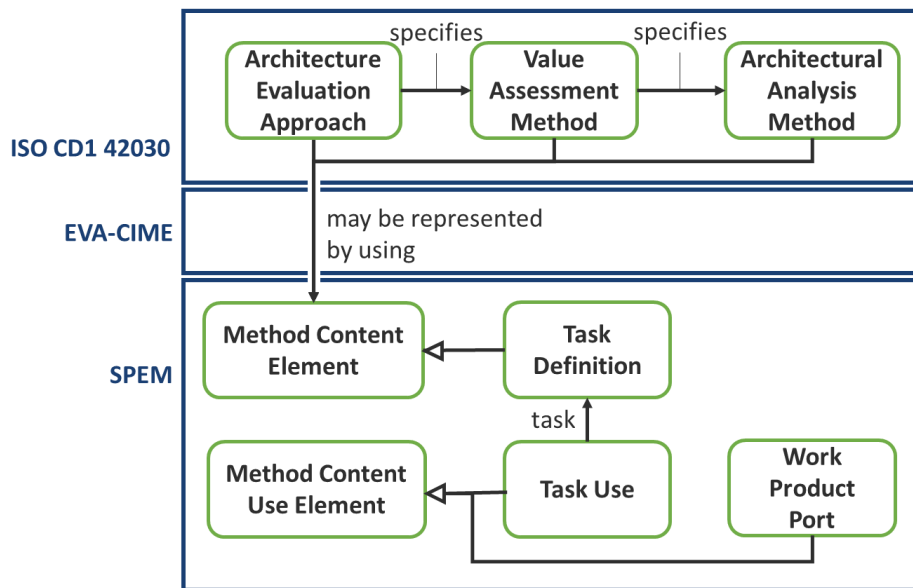 specifies
specifies
Architecture
Evaluation
Approach
Value
Assessment
Method
Architectural
Analysis
Method
ISO CD1 42030
EVA-CIME
may be represented
by using
SPEM
Method Content
Element
Task
Definition
task
Method Content
Use Element
Task Use
Work
Product
Port